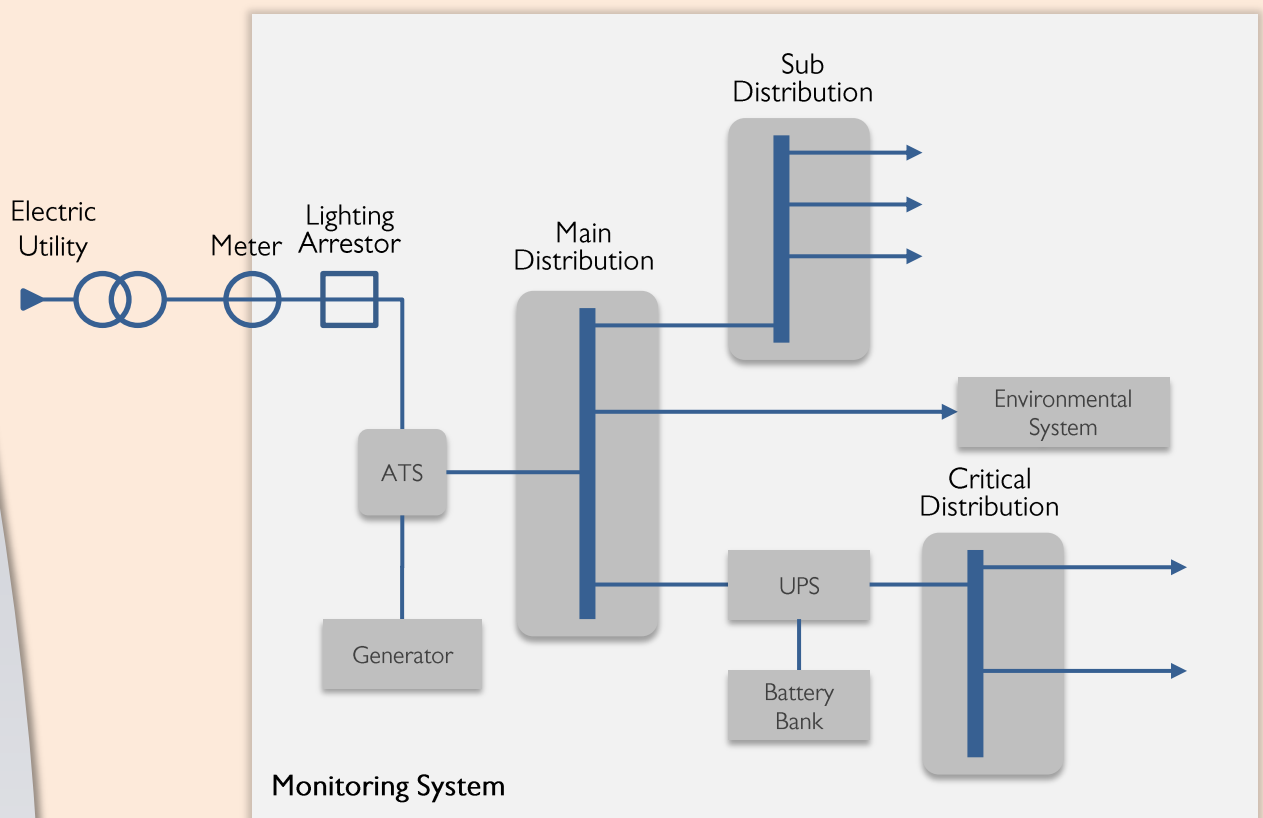 Sub
Distribution
Electric
Utility
Meter
Lighting
Arrestor
Main
Distribution
Environmental
System
ATS
Critical
Distribution
UPS
Generator
Battery
Bank
Monitoring System